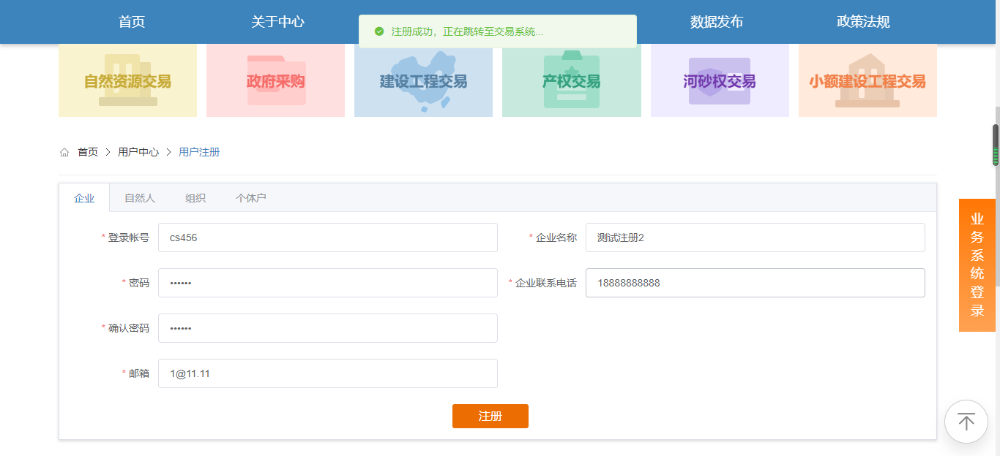 首页 关于中心 数据发布 政策法规
注册成功，正在跳转至交易系统...
自然资源交易 政府采购 建设工程交易 产权交易 河砂权交易 小额建设工程交易
首页 > 用户中心 > 用户注册
企业 自然人 组织 个体户
* 登录帐号 cs456 * 企业名称 测试注册2
* 密码 •••••• * 企业联系电话 18888888888
* 确认密码 ••••••
* 邮箱 1@11.11
注册
业务系统登录